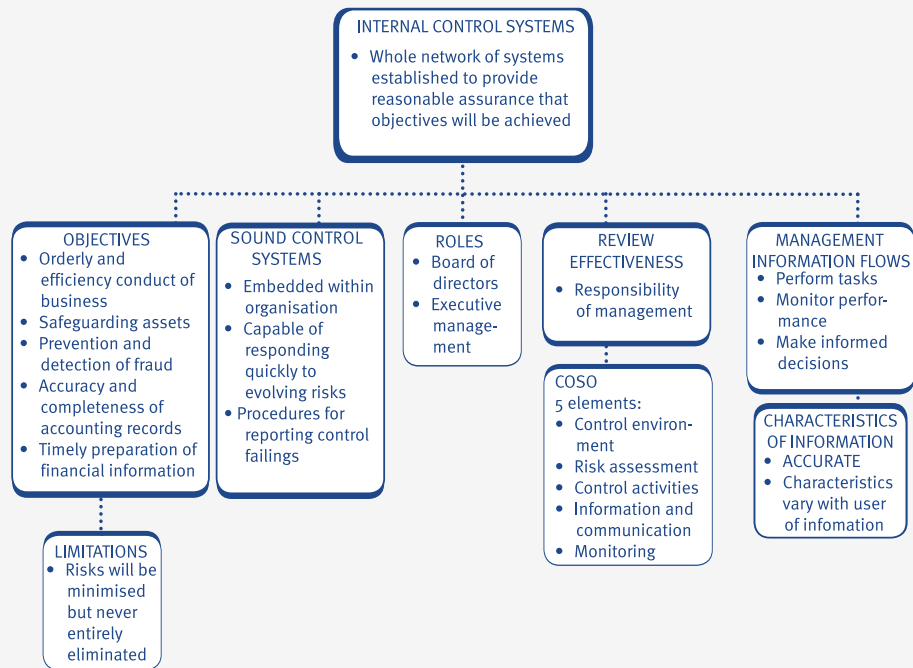 INTERNAL CONTROL SYSTEMS
• Whole network of systems
established to provide
reasonable assurance that
objectives will be achieved
OBJECTIVES
• Orderly and
efficiency conduct of
business
• Safeguarding assets
• Prevention and
detection of fraud
• Accuracy and
completeness of
accounting records
• Timely preparation of
financial information
LIMITATIONS
• Risks will be
minimised
but never
entirely
eliminated
SOUND CONTROL
SYSTEMS
• Embedded within
organisation
• Capable of
responding
quickly to
evolving risks
• Procedures for
reporting control
failings
ROLES
• Board of
directors
• Executive
manage-
ment
REVIEW
EFFECTIVENESS
• Responsibility
of management
COSO
5 elements:
• Control environ-
ment
• Risk assessment
• Control activities
• Information and
communication
• Monitoring
MANAGEMENT
INFORMATION FLOWS
• Perform tasks
• Monitor perfor-
mance
• Make informed
decisions
CHARACTERISTICS
OF INFORMATION
• ACCURATE
• Characteristics
vary with user
of infomation